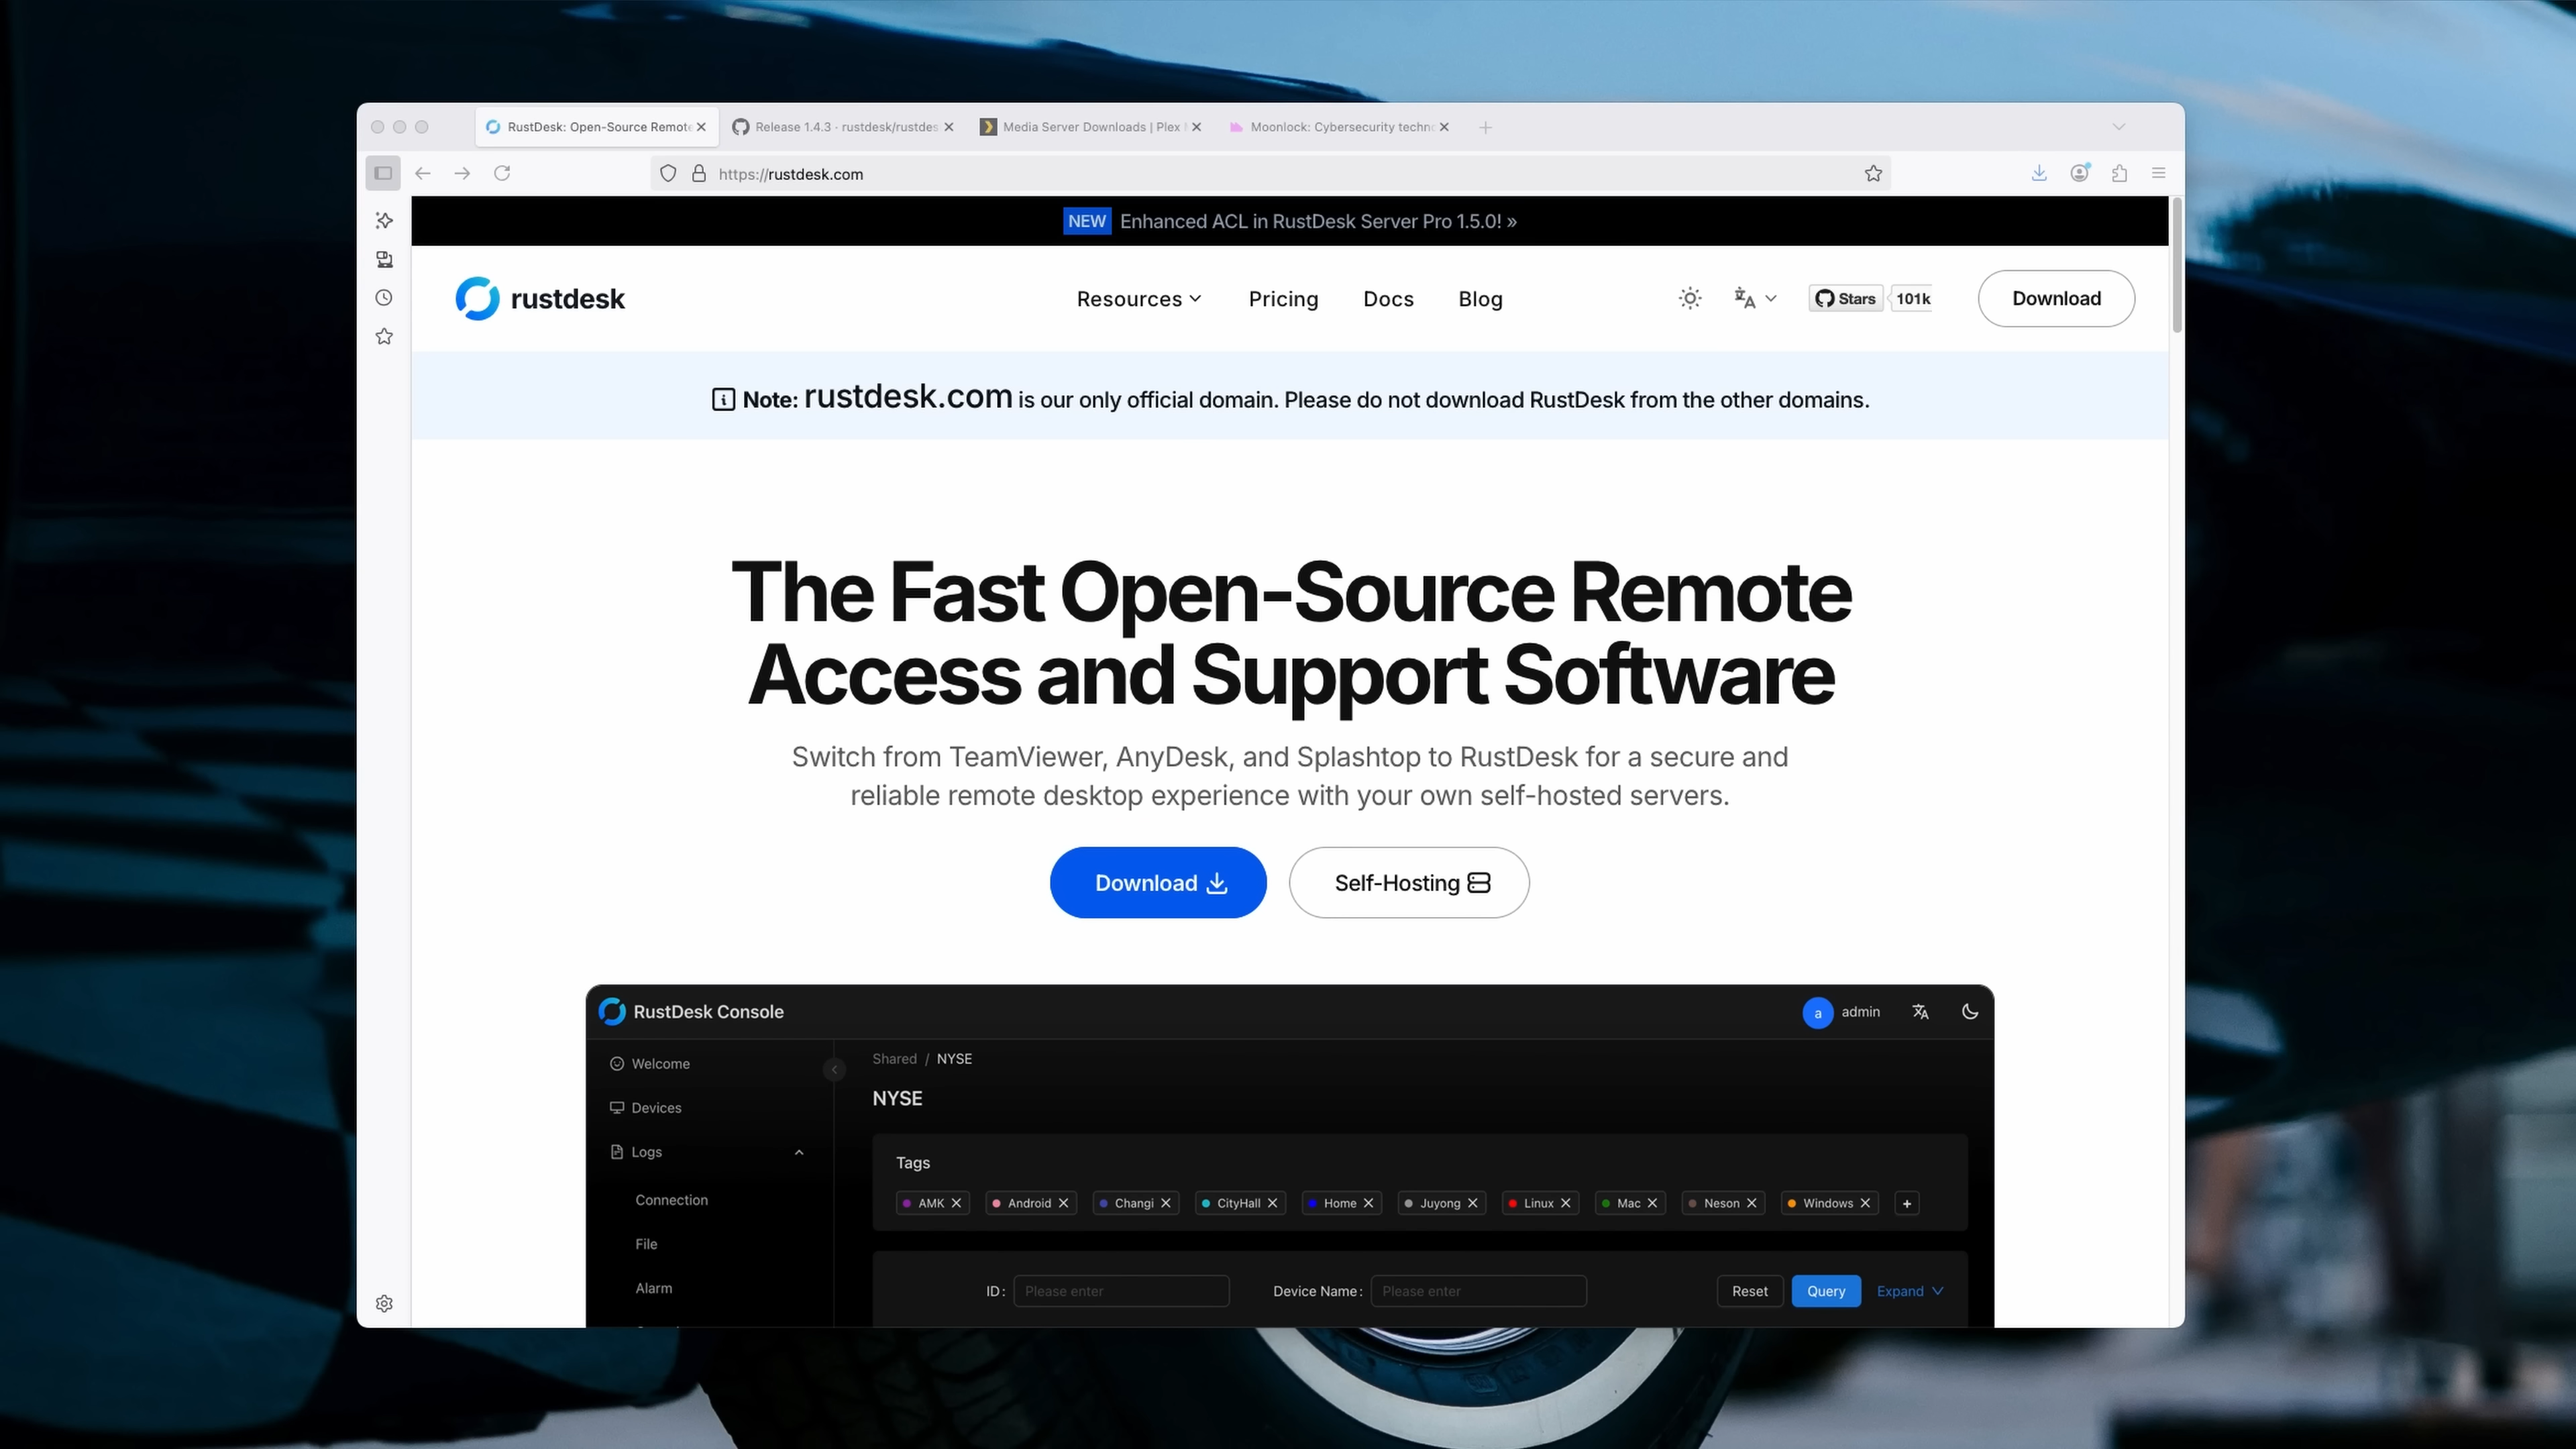 RustDesk: Open-Source Remote
Release 1.4.3 · rustdesk/rustdes
Media Server Downloads | Plex
Moonlock: Cybersecurity techn
https://rustdesk.com
NEW Enhanced ACL in RustDesk Server Pro 1.5.0! »
rustdesk
Resources
Pricing
Docs
Blog
Stars
101k
Download
Note: rustdesk.com is our only official domain. Please do not download RustDesk from the other domains.
The Fast Open-Source Remote
Access and Support Software
Switch from TeamViewer, AnyDesk, and Splashtop to RustDesk for a secure and
reliable remote desktop experience with your own self-hosted servers.
Download
Self-Hosting
RustDesk Console
a
admin
Welcome
Devices
Logs
Connection
File
Alarm
Shared / NYSE
NYSE
Tags
AMK
Android
Changi
CityHall
Home
Juyong
Linux
Mac
Neson
Windows
+
ID: Please enter
Device Name: Please enter
Reset
Query
Expand